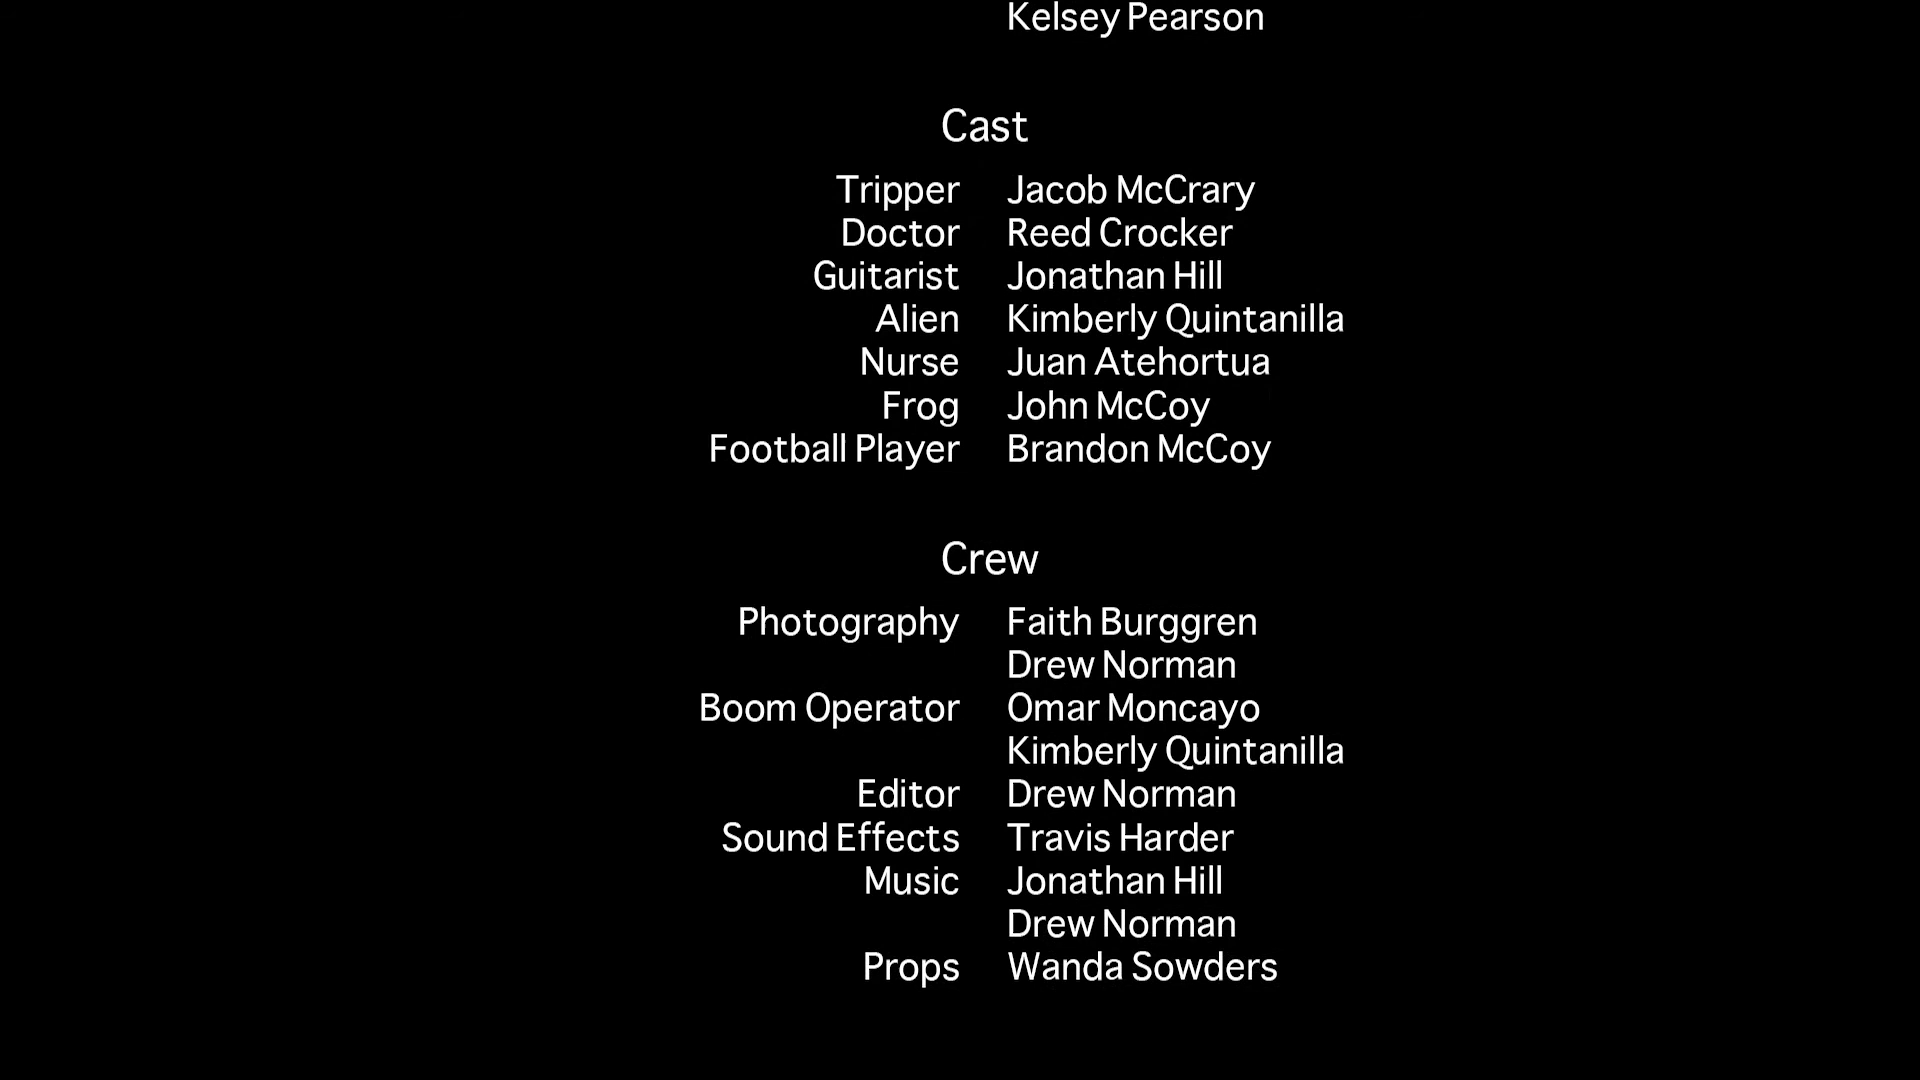 Kelsey Pearson
Cast
Tripper Jacob McCrary
Doctor Reed Crocker
Guitarist Jonathan Hill
Alien Kimberly Quintanilla
Nurse Juan Atehortua
Frog John McCoy
Football Player Brandon McCoy
Crew
Photography Faith Burggren
Drew Norman
Boom Operator Omar Moncayo
Kimberly Quintanilla
Editor Drew Norman
Sound Effects Travis Harder
Music Jonathan Hill
Drew Norman
Props Wanda Sowders